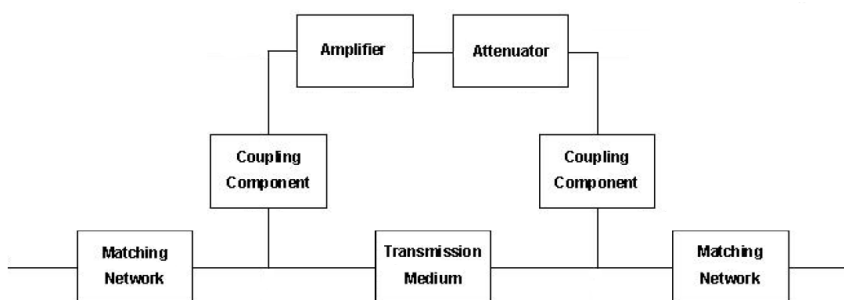 Amplifier
Attenuator
Coupling
Component
Coupling
Component
Matching
Network
Transmission
Medium
Matching
Network